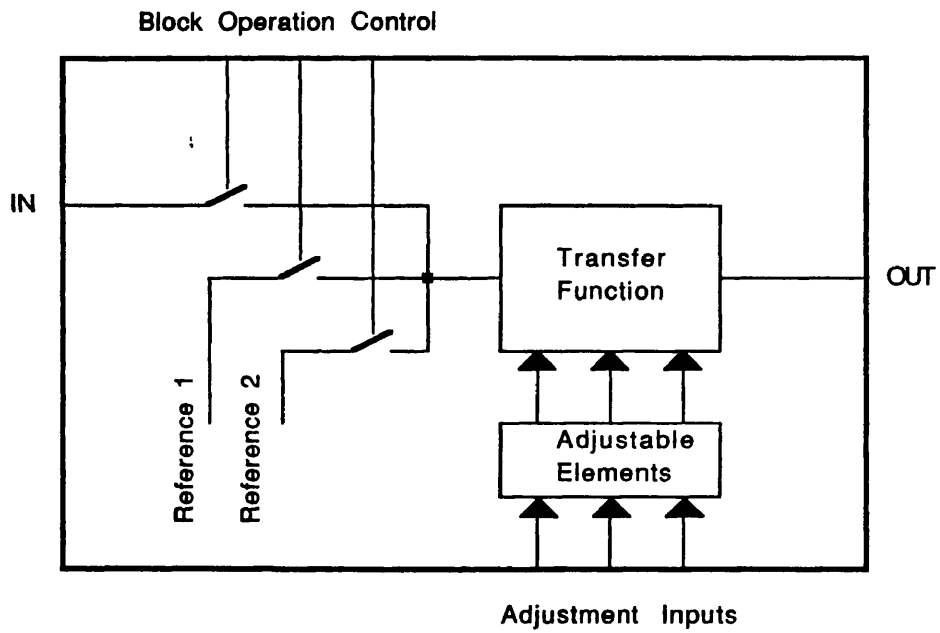 Block Operation Control
IN
Transfer
Function
OUT
Reference 1
Reference 2
Adjustable
Elements
Adjustment Inputs